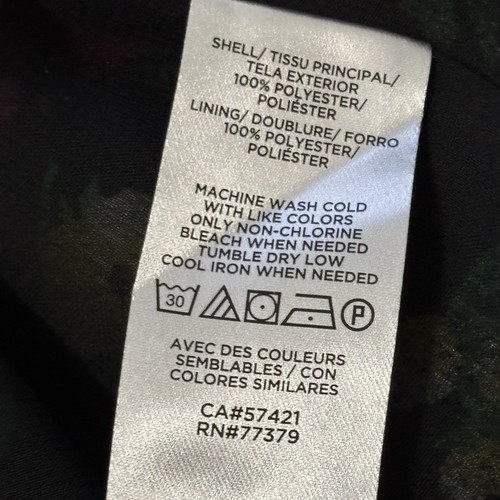 SHELL/ TISSU PRINCIPAL/
TELA EXTERIOR
100% POLYESTER/
POLIÉSTER
LINING/ DOUBLURE/ FORRO
100% POLYESTER/
POLIÉSTER
MACHINE WASH COLD
WITH LIKE COLORS
ONLY NON-CHLORINE
BLEACH WHEN NEEDED
TUMBLE DRY LOW
COOL IRON WHEN NEEDED
30 P
AVEC DES COULEURS
SEMBLABLES / CON
COLORES SIMILARES
CA#57421
RN#77379